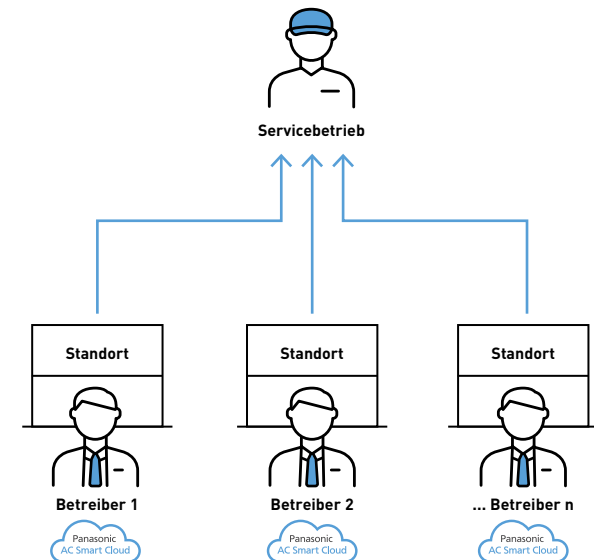 Servicebetrieb
Standort
Standort
Standort
Betreiber 1
Betreiber 2
... Betreiber n
Panasonic
AC Smart Cloud
Panasonic
AC Smart Cloud
Panasonic
AC Smart Cloud